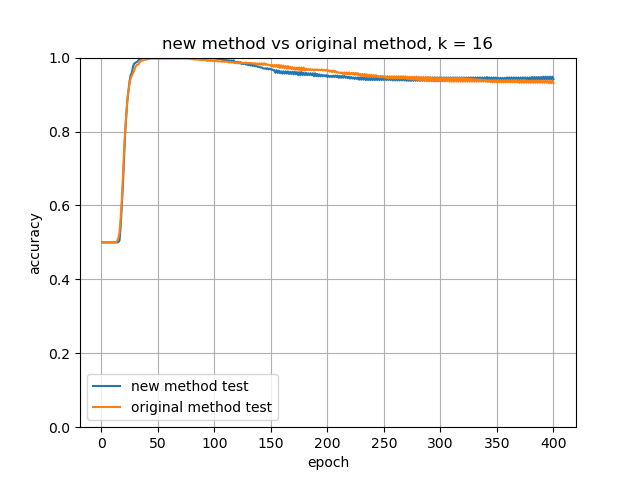 new method vs original method, k = 16
accuracy
1.0
0.8
0.6
0.4
0.2
0.0
new method test
original method test
0 50 100 150 200 250 300 350 400
epoch